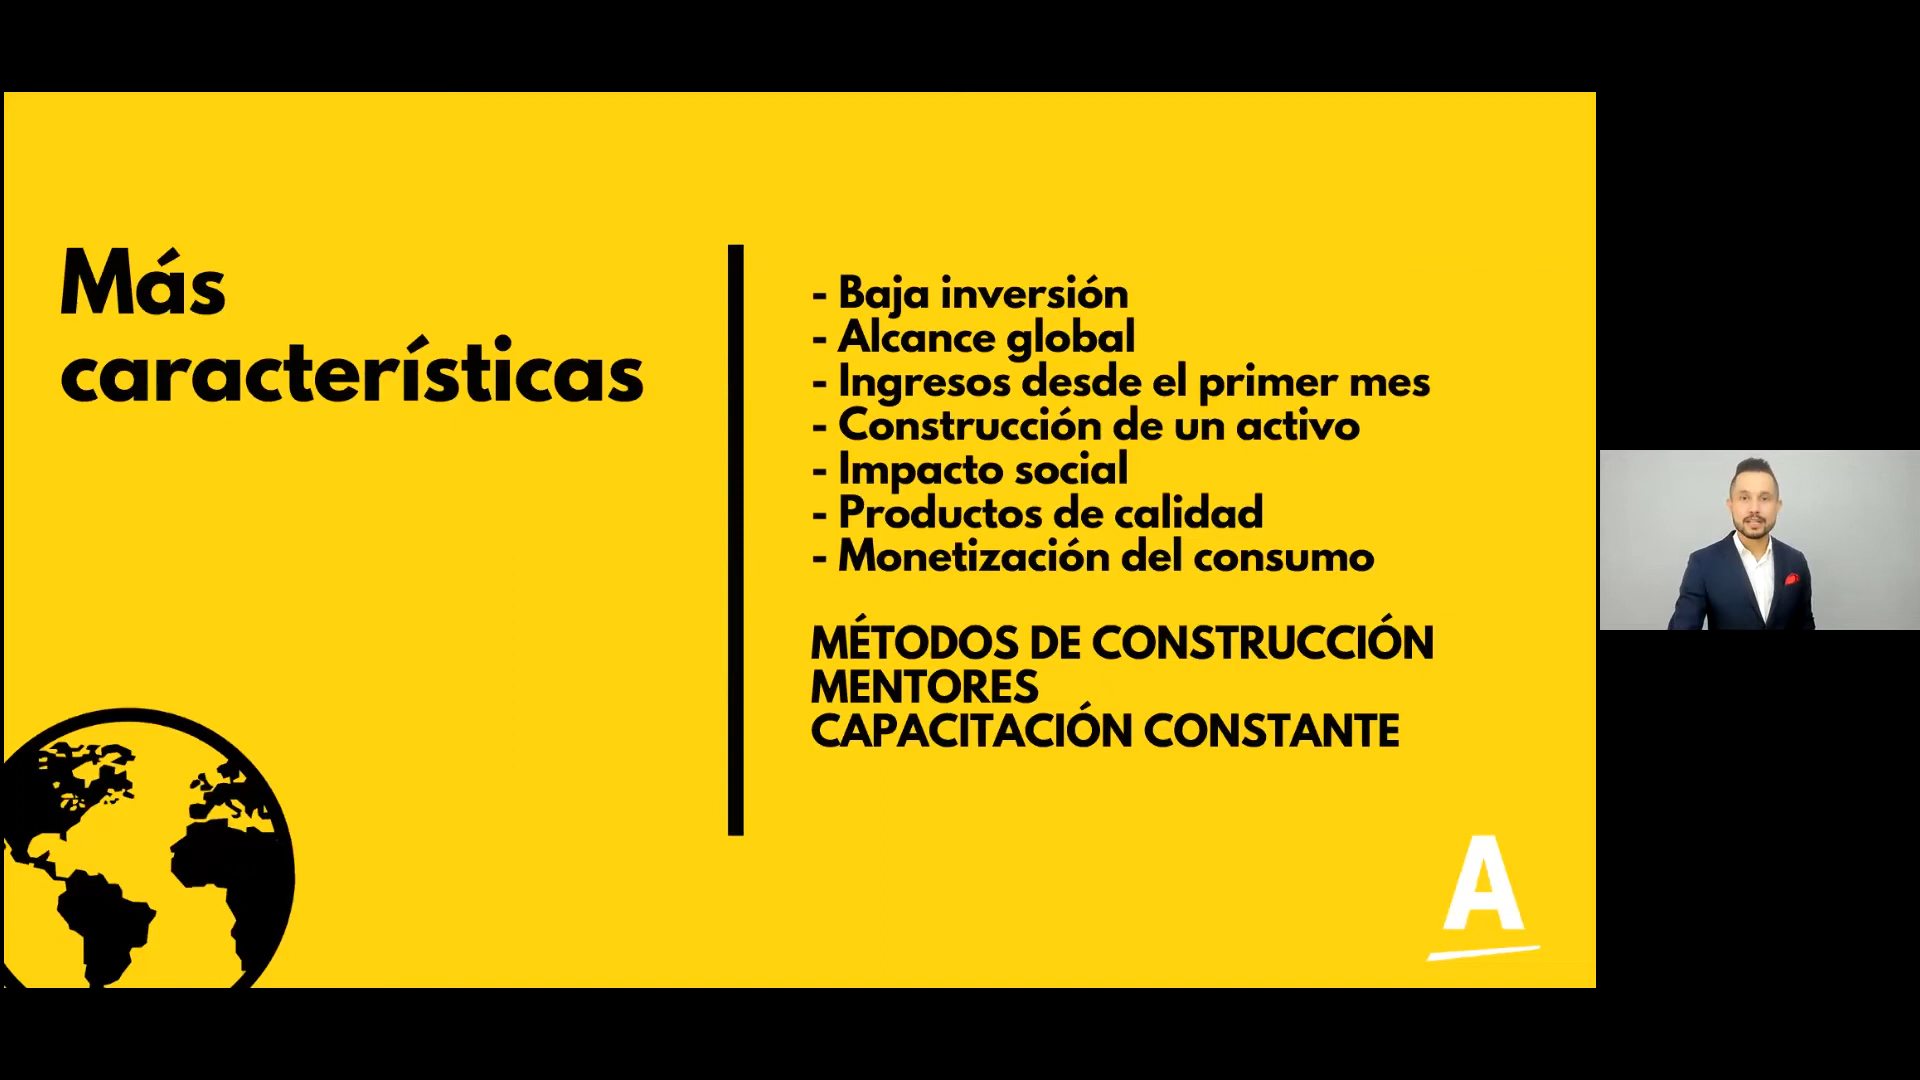 Más
características
- Baja inversión
- Alcance global
- Ingresos desde el primer mes
- Construcción de un activo
- Impacto social
- Productos de calidad
- Monetización del consumo
MÉTODOS DE CONSTRUCCIÓN
MENTORES
CAPACITACIÓN CONSTANTE
A